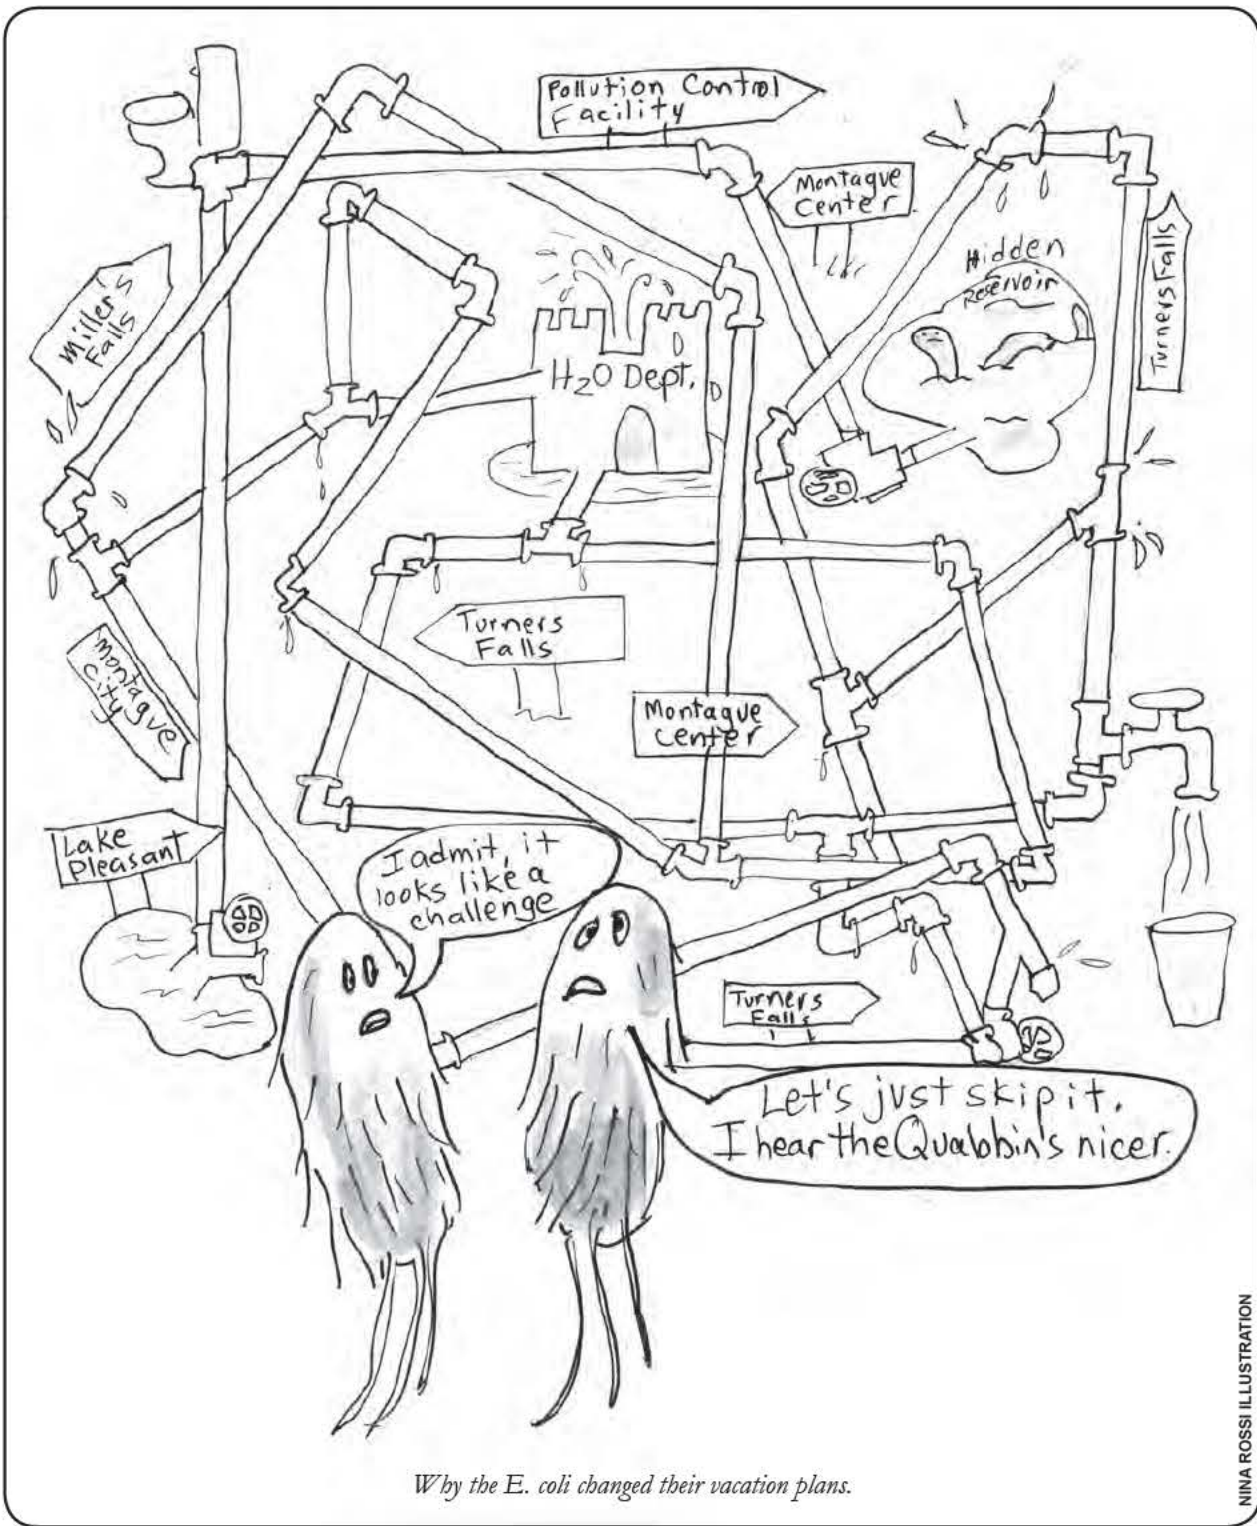 Pollution Control
Facility
Montague
Center
Turners Falls
Hidden
Reservoir
Miller's
Falls
H₂O Dept.
Turners
Falls
Montague
City
Montague
Center
Lake
Pleasant
I admit, it
looks like a
challenge
Turners
Falls
Let's just skip it.
I hear the Quabbin's nicer.
Why the E. coli changed their vacation plans.
NINA ROSSI ILLUSTRATION